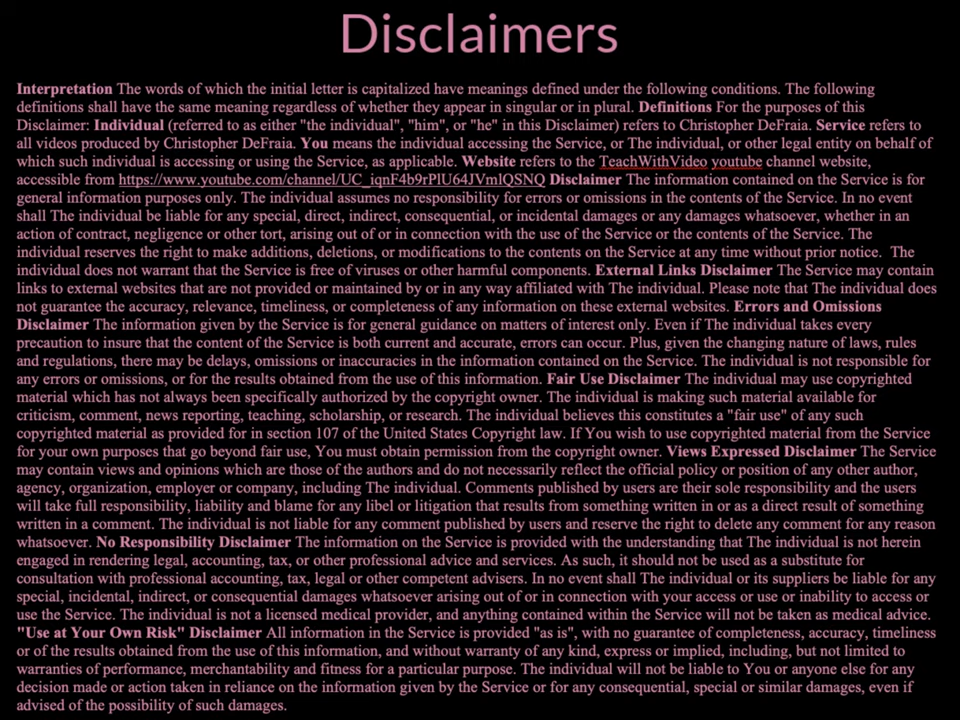 Disclaimers
Interpretation The words of which the initial letter is capitalized have meanings defined under the following conditions. The following
definitions shall have the same meaning regardless of whether they appear in singular or in plural. Definitions For the purposes of this
Disclaimer: Individual (referred to as either "the individual", "him", or "he" in this Disclaimer) refers to Christopher DeFraia. Service refers to
all videos produced by Christopher DeFraia. You means the individual accessing the Service, or The individual, or other legal entity on behalf of
which such individual is accessing or using the Service, as applicable. Website refers to the TeachWithVideo youtube channel website,
accessible from https://www.youtube.com/channel/UC_iqnF4b9rPlU64JVmlQSNQ Disclaimer The information contained on the Service is for
general information purposes only. The individual assumes no responsibility for errors or omissions in the contents of the Service. In no event
shall The individual be liable for any special, direct, indirect, consequential, or incidental damages or any damages whatsoever, whether in an
action of contract, negligence or other tort, arising out of or in connection with the use of the Service or the contents of the Service. The
individual reserves the right to make additions, deletions, or modifications to the contents on the Service at any time without prior notice. The
individual does not warrant that the Service is free of viruses or other harmful components. External Links Disclaimer The Service may contain
links to external websites that are not provided or maintained by or in any way affiliated with The individual. Please note that The individual does
not guarantee the accuracy, relevance, timeliness, or completeness of any information on these external websites. Errors and Omissions
Disclaimer The information given by the Service is for general guidance on matters of interest only. Even if The individual takes every
precaution to insure that the content of the Service is both current and accurate, errors can occur. Plus, given the changing nature of laws, rules
and regulations, there may be delays, omissions or inaccuracies in the information contained on the Service. The individual is not responsible for
any errors or omissions, or for the results obtained from the use of this information. Fair Use Disclaimer The individual may use copyrighted
material which has not always been specifically authorized by the copyright owner. The individual is making such material available for
criticism, comment, news reporting, teaching, scholarship, or research. The individual believes this constitutes a "fair use" of any such
copyrighted material as provided for in section 107 of the United States Copyright law. If You wish to use copyrighted material from the Service
for your own purposes that go beyond fair use, You must obtain permission from the copyright owner. Views Expressed Disclaimer The Service
may contain views and opinions which are those of the authors and do not necessarily reflect the official policy or position of any other author,
agency, organization, employer or company, including The individual. Comments published by users are their sole responsibility and the users
will take full responsibility, liability and blame for any libel or litigation that results from something written in or as a direct result of something
written in a comment. The individual is not liable for any comment published by users and reserve the right to delete any comment for any reason
whatsoever. No Responsibility Disclaimer The information on the Service is provided with the understanding that The individual is not herein
engaged in rendering legal, accounting, tax, or other professional advice and services. As such, it should not be used as a substitute for
consultation with professional accounting, tax, legal or other competent advisers. In no event shall The individual or its suppliers be liable for any
special, incidental, indirect, or consequential damages whatsoever arising out of or in connection with your access or use or inability to access or
use the Service. The individual is not a licensed medical provider, and anything contained within the Service will not be taken as medical advice.
"Use at Your Own Risk" Disclaimer All information in the Service is provided "as is", with no guarantee of completeness, accuracy, timeliness
or of the results obtained from the use of this information, and without warranty of any kind, express or implied, including, but not limited to
warranties of performance, merchantability and fitness for a particular purpose. The individual will not be liable to You or anyone else for any
decision made or action taken in reliance on the information given by the Service or for any consequential, special or similar damages, even if
advised of the possibility of such damages.